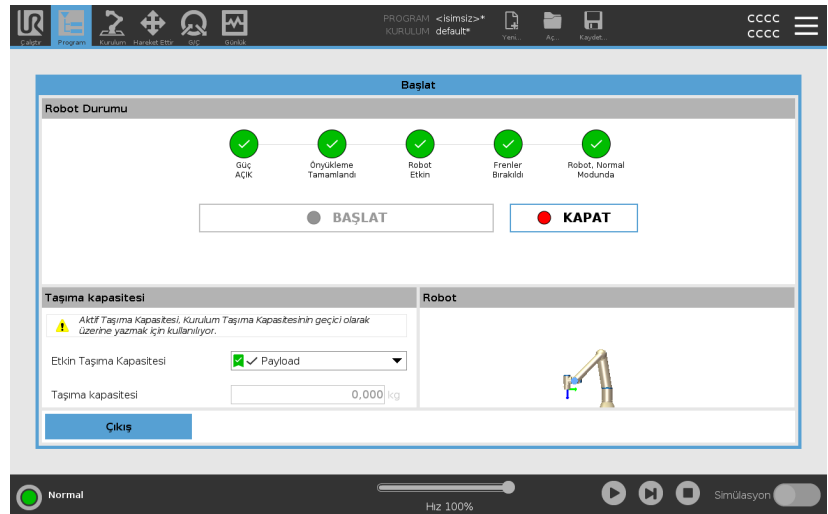 PROGRAM <isimsiz>*
KURULUM default*
cccc
cccc
Çalıştır
Program
Kurulum
Hareket Ettir
G/Ç
Günlük
Yeni...
Aç...
Kaydet...
Başlat
Robot Durumu
Güç
AÇIK
Önyükleme
Tamamlandı
Robot
Etkin
Frenler
Bırakıldı
Robot, Normal
Modunda
BAŞLAT
KAPAT
Taşıma kapasitesi
Robot
Aktif Taşıma Kapasitesi, Kurulum Taşıma Kapasitesinin geçici olarak
üzerine yazmak için kullanılıyor.
Etkin Taşıma Kapasitesi
Payload
Taşıma kapasitesi
0,000 kg
Çıkış
Normal
Hız 100%
Simülasyon